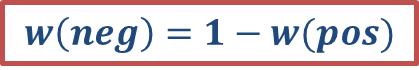 w(neg) = 1 − w(pos)